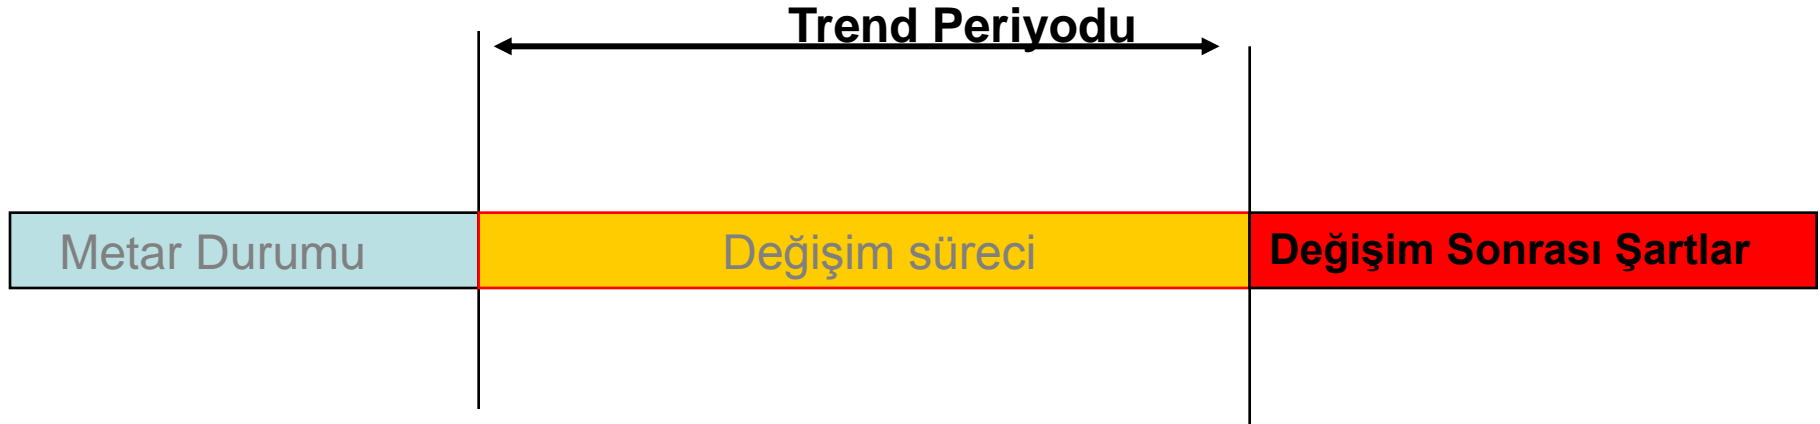 Trend Periyodu
Metar Durumu
Değişim süreci
Değişim Sonrası Şartlar